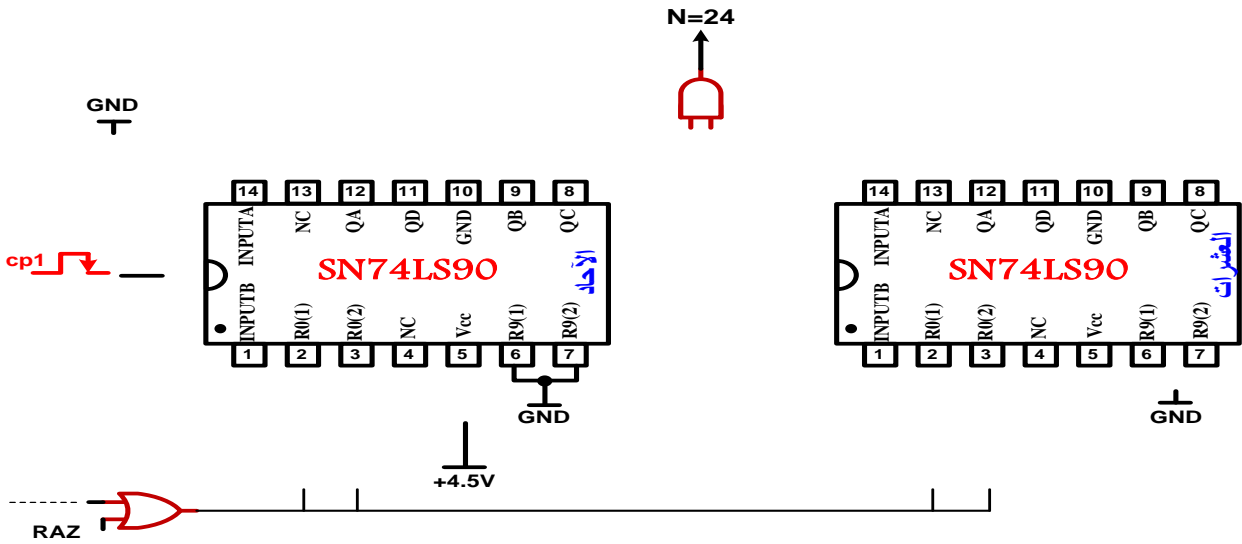 N=24
GND
14 13 12 11 10 9 8
INPUTA NC QA QD GND QB QC
SN74LS90
الآحاد
INPUTB R0(1) R0(2) NC Vcc R9(1) R9(2)
1 2 3 4 5 6 7
GND
14 13 12 11 10 9 8
INPUTA NC QA QD GND QB QC
SN74LS90
العشرات
INPUTB R0(1) R0(2) NC Vcc R9(1) R9(2)
1 2 3 4 5 6 7
GND
cp1
+4.5V
RAZ